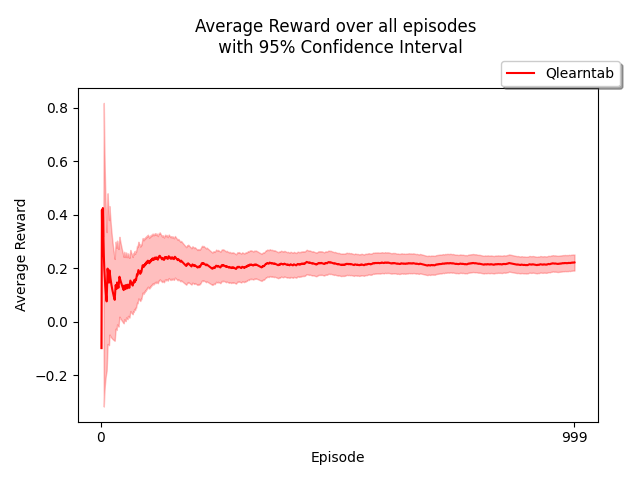 Average Reward over all episodes
with 95% Confidence Interval
Qlearntab
0.8
0.6
0.4
0.2
0.0
−0.2
Average Reward
0
999
Episode